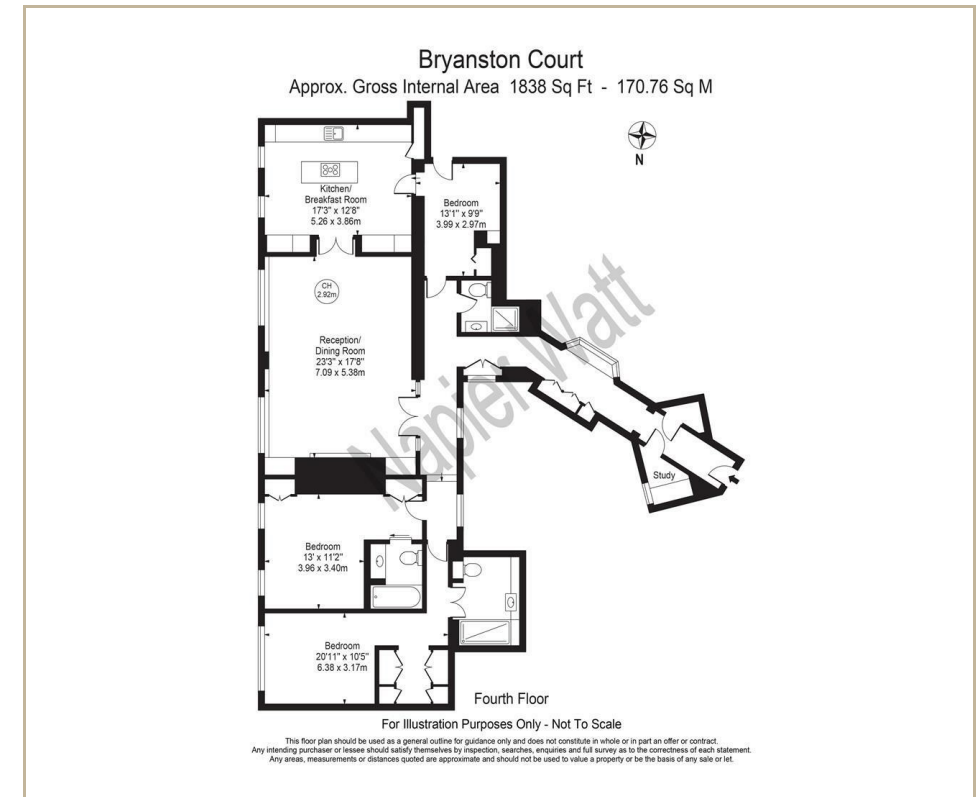 Bryanston Court
Approx. Gross Internal Area 1838 Sq Ft - 170.76 Sq M
N
Kitchen/
Breakfast Room
17'3" x 12'8"
5.26 x 3.86m
Bedroom
13'1" x 9'9"
3.99 x 2.97m
CH
2.92m
Reception/
Dining Room
23'3" x 17'8"
7.09 x 5.38m
Napier Watt
Study
Bedroom
13' x 11'2"
3.96 x 3.40m
Bedroom
20'11" x 10'5"
6.38 x 3.17m
Fourth Floor
For Illustration Purposes Only - Not To Scale
This floor plan should be used as a general outline for guidance only and does not constitute in whole or in part an offer or contract.
Any intending purchaser or lessee should satisfy themselves by inspection, searches, enquiries and full survey as to the correctness of each statement.
Any areas, measurements or distances quoted are approximate and should not be used to value a property or be the basis of any sale or let.